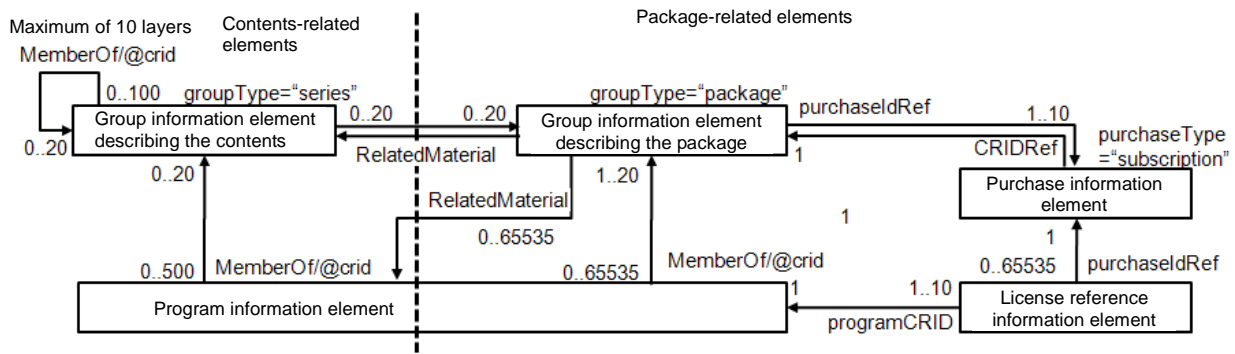 Maximum of 10 layers
Contents-related
elements
Package-related elements
MemberOf/@crid
0..100
groupType="series"
groupType="package"
purchaseIdRef
0..20
0..20
1..10
Group information element
describing the contents
Group information element
describing the package
purchaseType
="subscription"
0..20
RelatedMaterial
1
CRIDRef
0..20
1..20
Purchase information
element
RelatedMaterial
0..65535
1
1
0..500
MemberOf/@crid
0..65535
MemberOf/@crid
0..65535
purchaseIdRef
Program information element
1
1..10
programCRID
License reference
information element